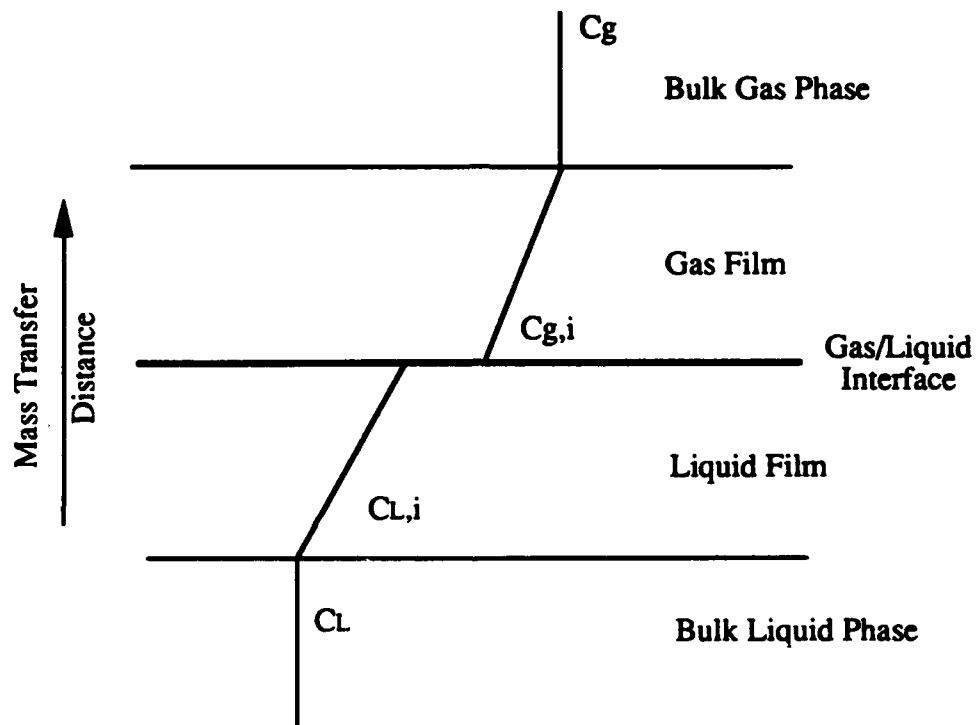 Cg
Bulk Gas Phase
Mass Transfer
Distance
Gas Film
Cg,i
Gas/Liquid
Interface
Liquid Film
CL,i
CL
Bulk Liquid Phase